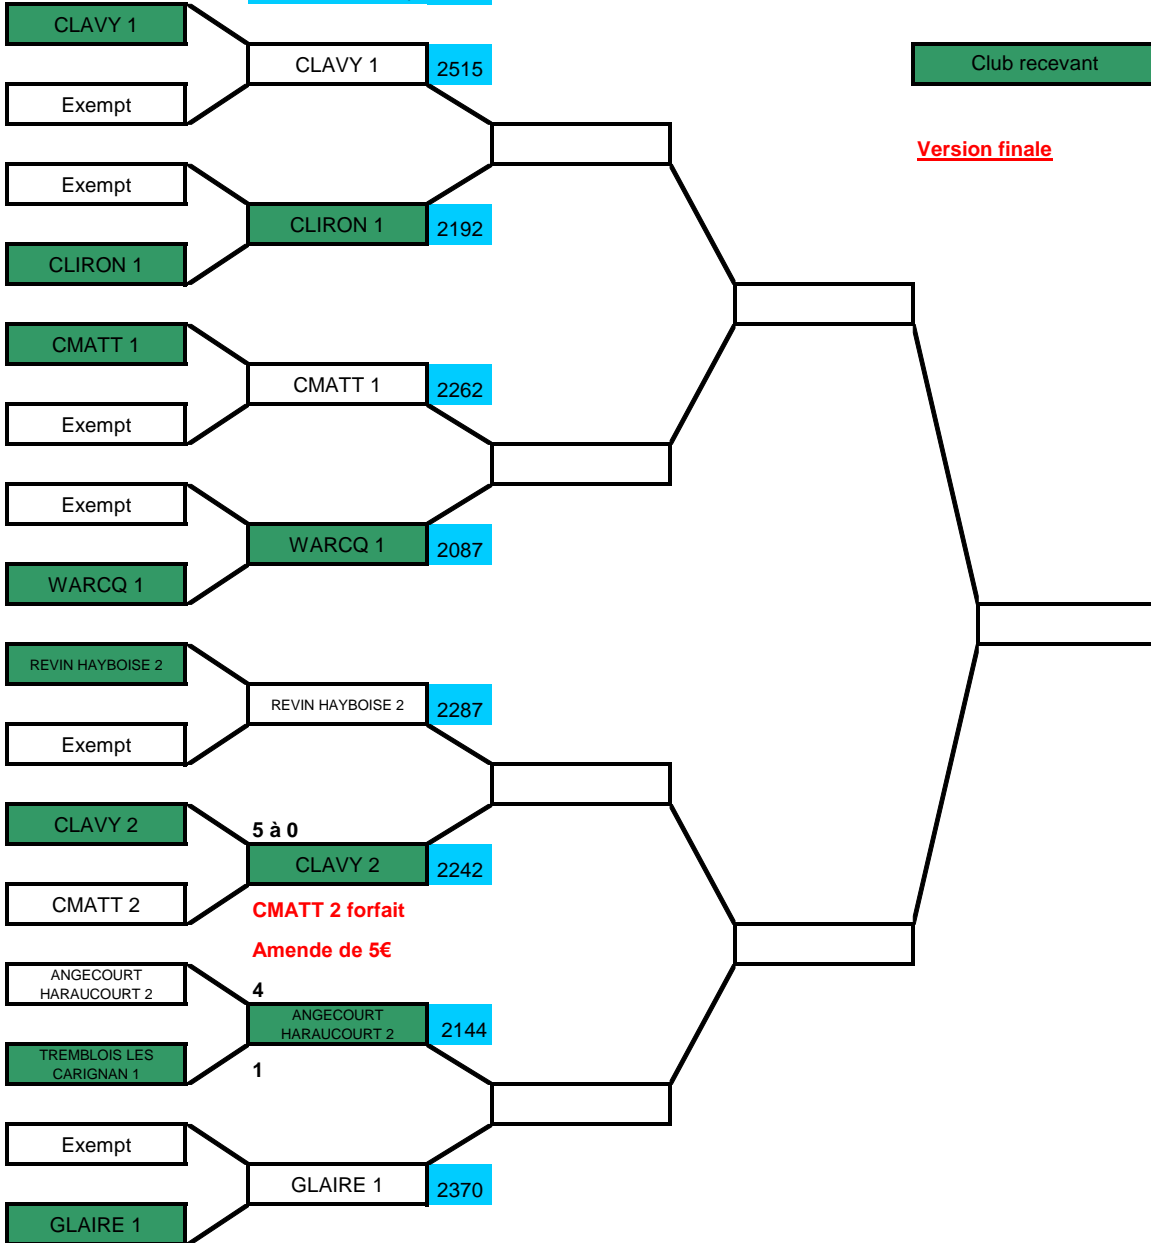 CLAVY 1
CLAVY 1
2515
Club recevant
Exempt
Version finale
Exempt
CLIRON 1
2192
CLIRON 1
CMATT 1
CMATT 1
2262
Exempt
Exempt
WARCQ 1
2087
WARCQ 1
REVIN HAYBOISE 2
REVIN HAYBOISE 2
2287
Exempt
CLAVY 2
5 à 0
CLAVY 2
2242
CMATT 2
CMATT 2 forfait
Amende de 5€
ANGECOURT
HARAUCOURT 2
4
ANGECOURT
HARAUCOURT 2
2144
TREMBLOIS LES
CARIGNAN 1
1
Exempt
GLAIRE 1
2370
GLAIRE 1